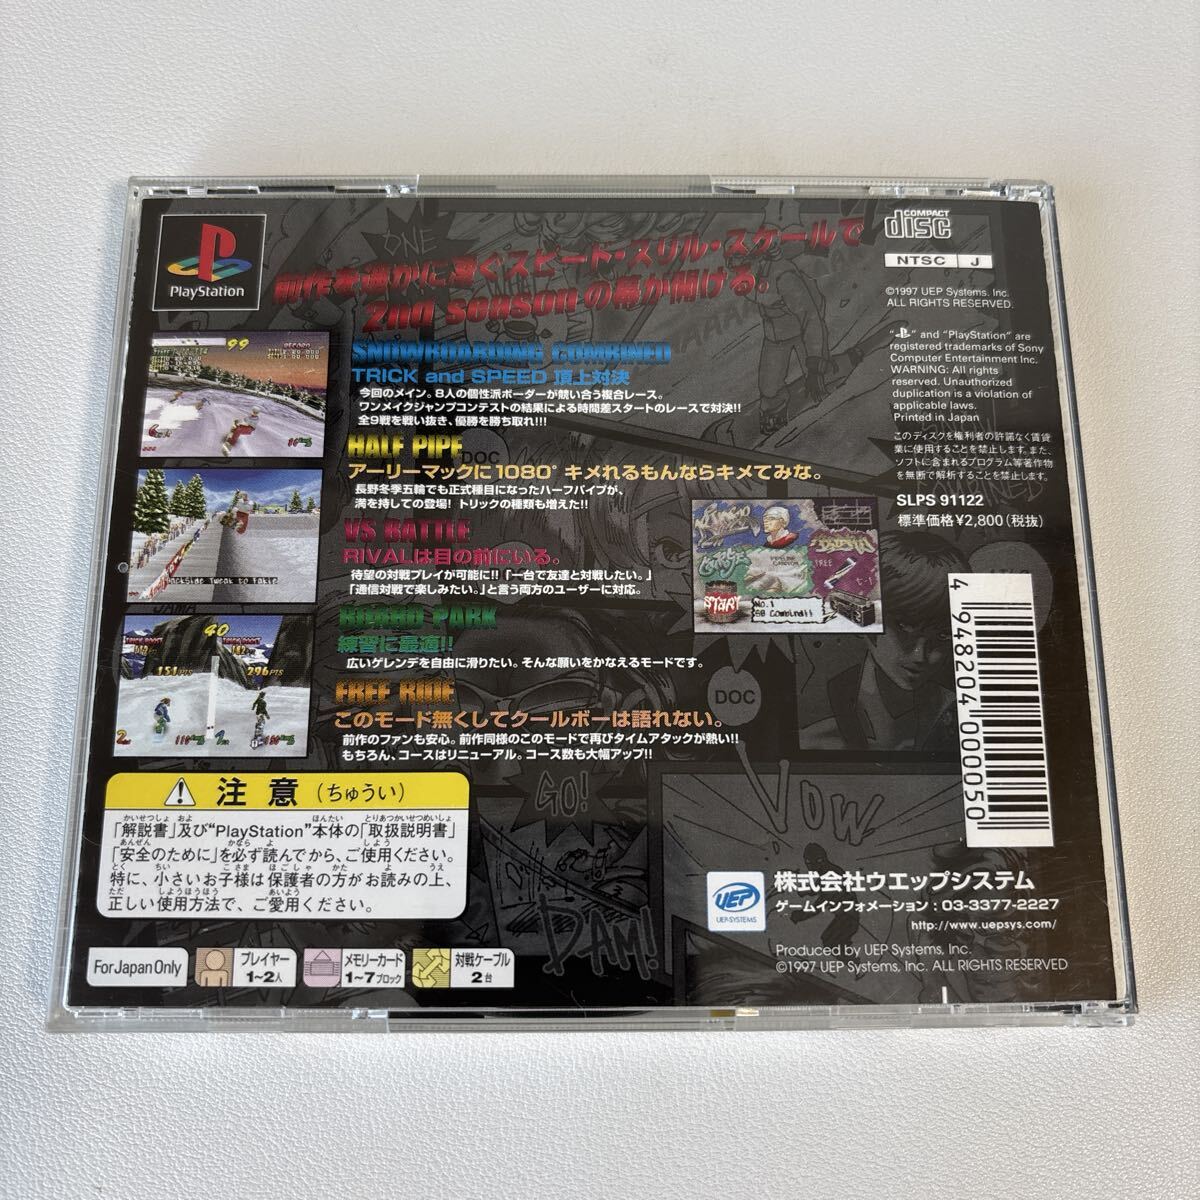 PlayStation
前作を遥かに凌ぐスピード・スリル・スケールで
2nd seasonの幕が開ける。
COMPACT
disc
NTSC J
©1997 UEP Systems, Inc.
ALL RIGHTS RESERVED.
"PS" and "PlayStation" are
registered trademarks of Sony
Computer Entertainment Inc.
WARNING: All rights
reserved. Unauthorized
duplication is a violation of
applicable laws.
Printed in Japan
このディスクを権利者の許諾なく賃貸
業に使用することを禁止します。また、
ソフトに含まれるプログラム等著作物
を無断で解析することを禁止します。
SLPS 91122
標準価格¥2,800(税抜)
SNOWBOARDING COMBINED
TRICK and SPEED 頂上対決
今回のメイン。8人の個性派ボーダーが競い合う複合レース。
ワンメイクジャンプコンテストの結果による時間差スタートのレースで対決!!
全9戦を戦い抜き、優勝を勝ち取れ!!!
HALF PIPE
アーリーマックに1080°キメれるもんならキメてみな。
長野冬季五輪でも正式種目になったハーフパイプが、
満を持しての登場! トリックの種類も増えた!!
VS BATTLE
RIVALは目の前にいる。
待望の対戦プレイが可能に!!「一台で友達と対戦したい。」
「通信対戦で楽しみたい。」と言う両方のユーザーに対応。
BOARD PARK
練習に最適!!
広いゲレンデを自由に滑りたい。そんな願いをかなえるモードです。
FREE RIDE
このモード無くしてクールボーは語れない。
前作のファンも安心。前作同様のこのモードで再びタイムアタックが熱い!!
もちろん、コースはリニューアル。コース数も大幅アップ!!
99
RECORD
BackSide Tweak to Fakie
40
151PTS
296PTS
START
No.1
SB Combined!!
TREE
ONE
DOC
DOC
GO!
VOW
DAM!
4 948204 000050
注意(ちゅうい)
「解説書」及び"PlayStation"本体の「取扱説明書」
「安全のために」を必ず読んでから、ご使用ください。
特に、小さいお子様は保護者の方がお読みの上、
正しい使用方法で、ご愛用ください。
For Japan Only
プレイヤー
1~2人
メモリーカード
1~7ブロック
対戦ケーブル
2台
UEP
UEP-SYSTEMS
株式会社ウエップシステム
ゲームインフォメーション:03-3377-2227
http://www.uepsys.com/
Produced by UEP Systems, Inc.
©1997 UEP Systems, Inc. ALL RIGHTS RESERVED